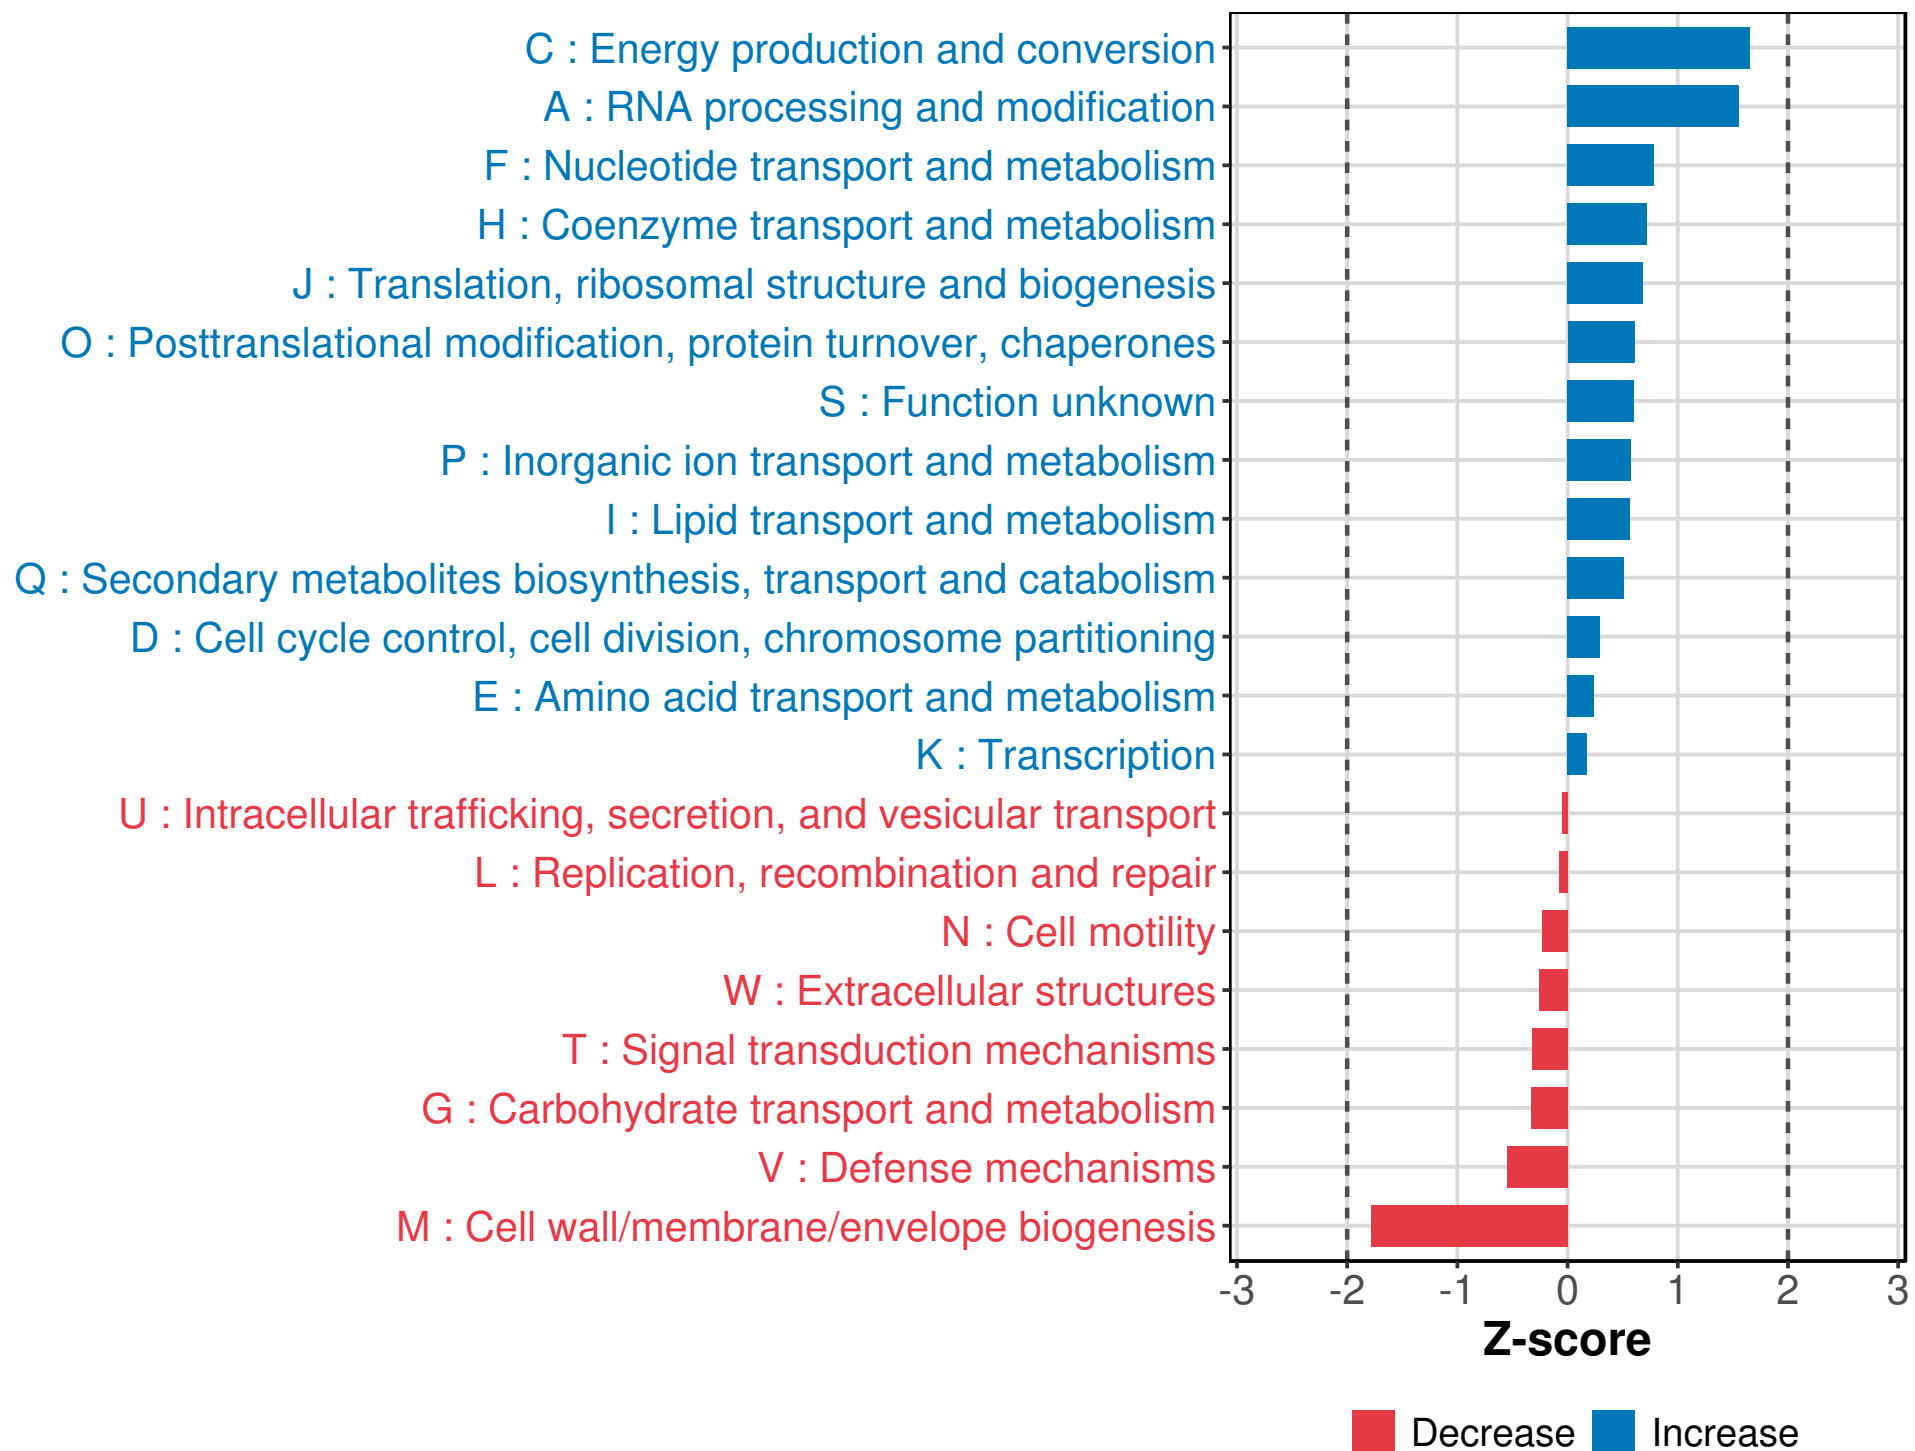 C : Energy production and conversion
A : RNA processing and modification
F : Nucleotide transport and metabolism
H : Coenzyme transport and metabolism
J : Translation, ribosomal structure and biogenesis
O : Posttranslational modification, protein turnover, chaperones
S : Function unknown
P : Inorganic ion transport and metabolism
I : Lipid transport and metabolism
Q : Secondary metabolites biosynthesis, transport and catabolism
D : Cell cycle control, cell division, chromosome partitioning
E : Amino acid transport and metabolism
K : Transcription
U : Intracellular trafficking, secretion, and vesicular transport
L : Replication, recombination and repair
N : Cell motility
W : Extracellular structures
T : Signal transduction mechanisms
G : Carbohydrate transport and metabolism
V : Defense mechanisms
M : Cell wall/membrane/envelope biogenesis
-3 -2 -1 0 1 2 3
Z-score
Decrease Increase